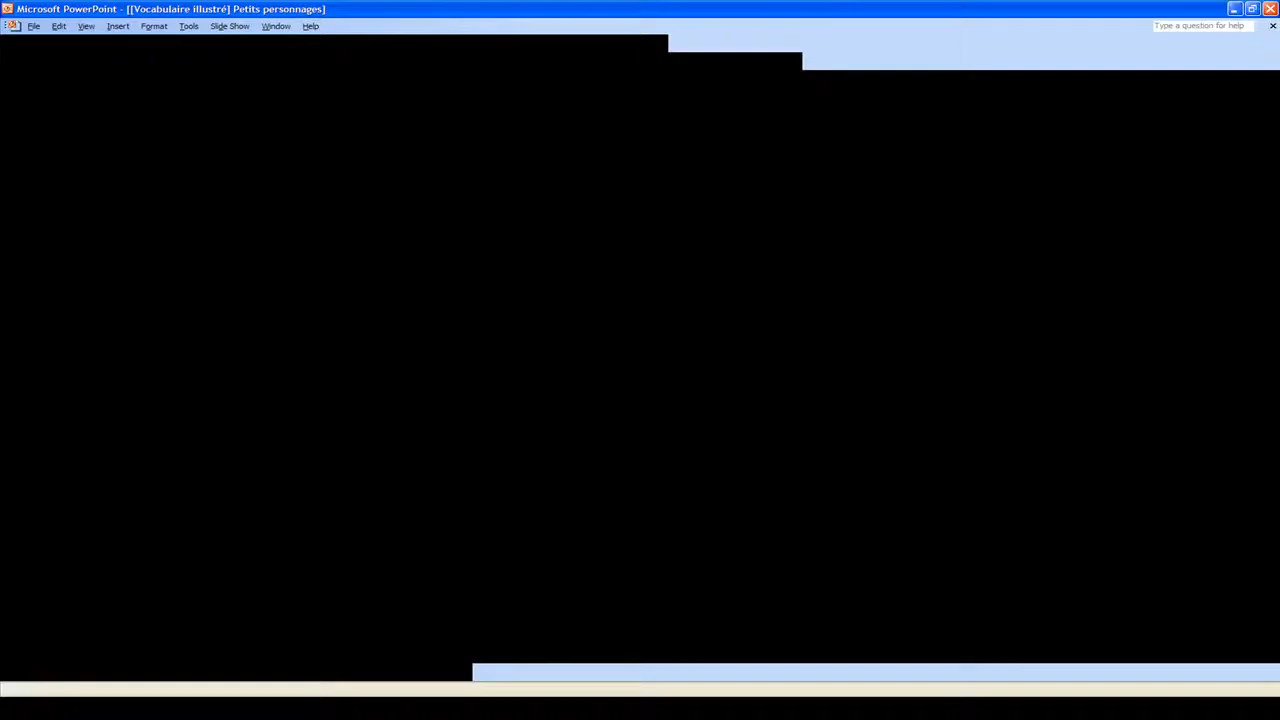 Microsoft PowerPoint - [[Vocabulaire illustré] Petits personnages]
File Edit View Insert Format Tools Slide Show Window Help Type a question for help